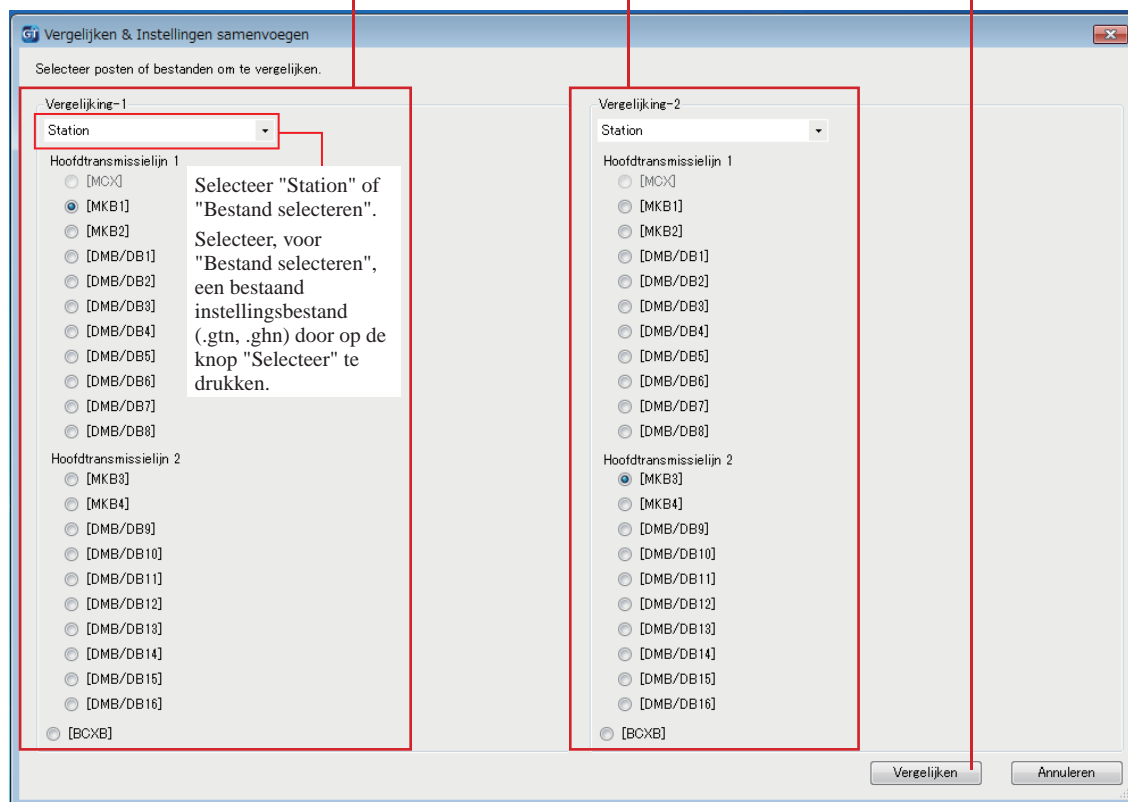 GT Vergelijken & Instellingen samenvoegen
Selecteer posten of bestanden om te vergelijken.
Vergelijking-1
Station
Hoofdtransmissielijn 1
[MCX]
[MKB1]
[MKB2]
[DMB/DB1]
[DMB/DB2]
[DMB/DB3]
[DMB/DB4]
[DMB/DB5]
[DMB/DB6]
[DMB/DB7]
[DMB/DB8]
Hoofdtransmissielijn 2
[MKB3]
[MKB4]
[DMB/DB9]
[DMB/DB10]
[DMB/DB11]
[DMB/DB12]
[DMB/DB13]
[DMB/DB14]
[DMB/DB15]
[DMB/DB16]
[BCXB]
Selecteer "Station" of
"Bestand selecteren".
Selecteer, voor
"Bestand selecteren",
een bestaand
instellingsbestand
(.gtn, .ghn) door op de
knop "Selecteer" te
drukken.
Vergelijking-2
Station
Hoofdtransmissielijn 1
[MCX]
[MKB1]
[MKB2]
[DMB/DB1]
[DMB/DB2]
[DMB/DB3]
[DMB/DB4]
[DMB/DB5]
[DMB/DB6]
[DMB/DB7]
[DMB/DB8]
Hoofdtransmissielijn 2
[MKB3]
[MKB4]
[DMB/DB9]
[DMB/DB10]
[DMB/DB11]
[DMB/DB12]
[DMB/DB13]
[DMB/DB14]
[DMB/DB15]
[DMB/DB16]
[BCXB]
Vergelijken
Annuleren